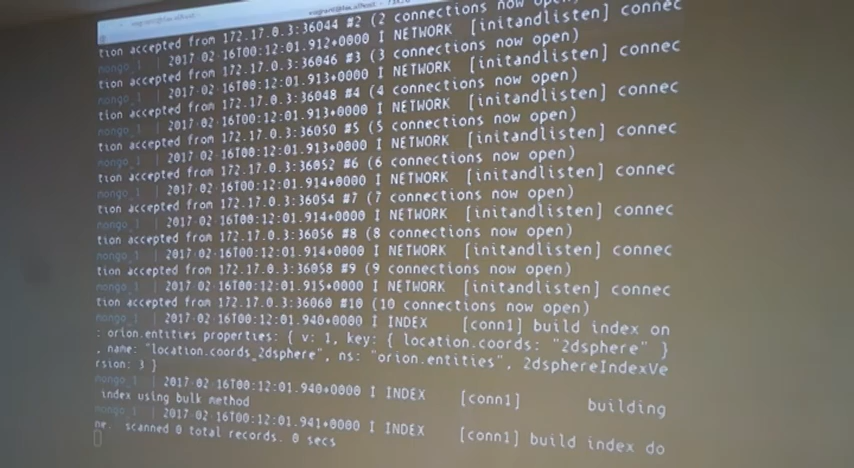 tion accepted from 172.17.0.3:36044 #2 (2 connections now open)
mongo_1 | 2017-02-16T00:12:01.912+0000 I NETWORK [initandlisten] connec
tion accepted from 172.17.0.3:36046 #3 (3 connections now open)
mongo_1 | 2017-02-16T00:12:01.913+0000 I NETWORK [initandlisten] connec
tion accepted from 172.17.0.3:36048 #4 (4 connections now open)
mongo_1 | 2017-02-16T00:12:01.913+0000 I NETWORK [initandlisten] connec
tion accepted from 172.17.0.3:36050 #5 (5 connections now open)
mongo_1 | 2017-02-16T00:12:01.913+0000 I NETWORK [initandlisten] connec
tion accepted from 172.17.0.3:36052 #6 (6 connections now open)
mongo_1 | 2017-02-16T00:12:01.914+0000 I NETWORK [initandlisten] connec
tion accepted from 172.17.0.3:36054 #7 (7 connections now open)
mongo_1 | 2017-02-16T00:12:01.914+0000 I NETWORK [initandlisten] connec
tion accepted from 172.17.0.3:36056 #8 (8 connections now open)
mongo_1 | 2017-02-16T00:12:01.914+0000 I NETWORK [initandlisten] connec
tion accepted from 172.17.0.3:36058 #9 (9 connections now open)
mongo_1 | 2017-02-16T00:12:01.915+0000 I NETWORK [initandlisten] connec
tion accepted from 172.17.0.3:36060 #10 (10 connections now open)
mongo_1 | 2017-02-16T00:12:01.940+0000 I INDEX [conn1] build index on
: orion.entities properties: { v: 1, key: { location.coords: "2dsphere" }
, name: "location.coords_2dsphere", ns: "orion.entities", 2dsphereIndexVe
rsion: 3 }
mongo_1 | 2017-02-16T00:12:01.940+0000 I INDEX [conn1] building
index using bulk method
mongo_1 | 2017-02-16T00:12:01.941+0000 I INDEX [conn1] build index do
ne. scanned 0 total records. 0 secs